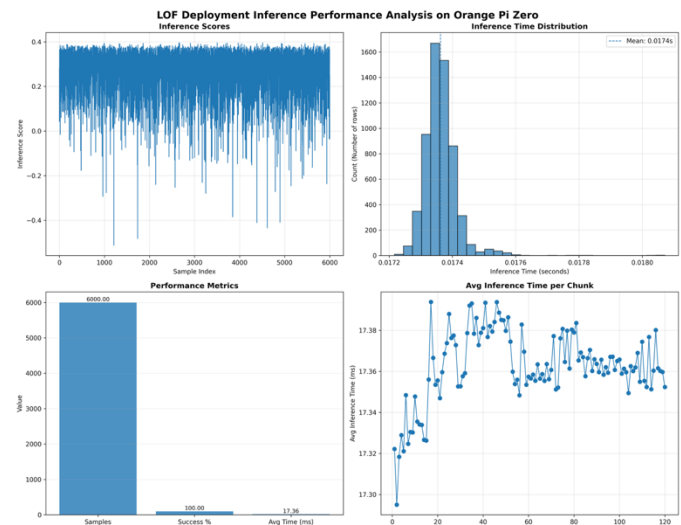 LOF Deployment Inference Performance Analysis on Orange Pi Zero
Inference Scores
Inference Score
0.4
0.2
0.0
−0.2
−0.4
0 1000 2000 3000 4000 5000 6000
Sample Index
Inference Time Distribution
Mean: 0.0174s
Count (Number of rows)
1600
1400
1200
1000
800
600
400
200
0
0.0172 0.0174 0.0176 0.0178 0.0180
Inference Time (seconds)
Performance Metrics
Value
6000
5000
4000
3000
2000
1000
0
6000.00
100.00
17.36
Samples Success % Avg Time (ms)
Avg Inference Time per Chunk
Avg Inference Time (ms)
17.38
17.36
17.34
17.32
17.30
0 20 40 60 80 100 120